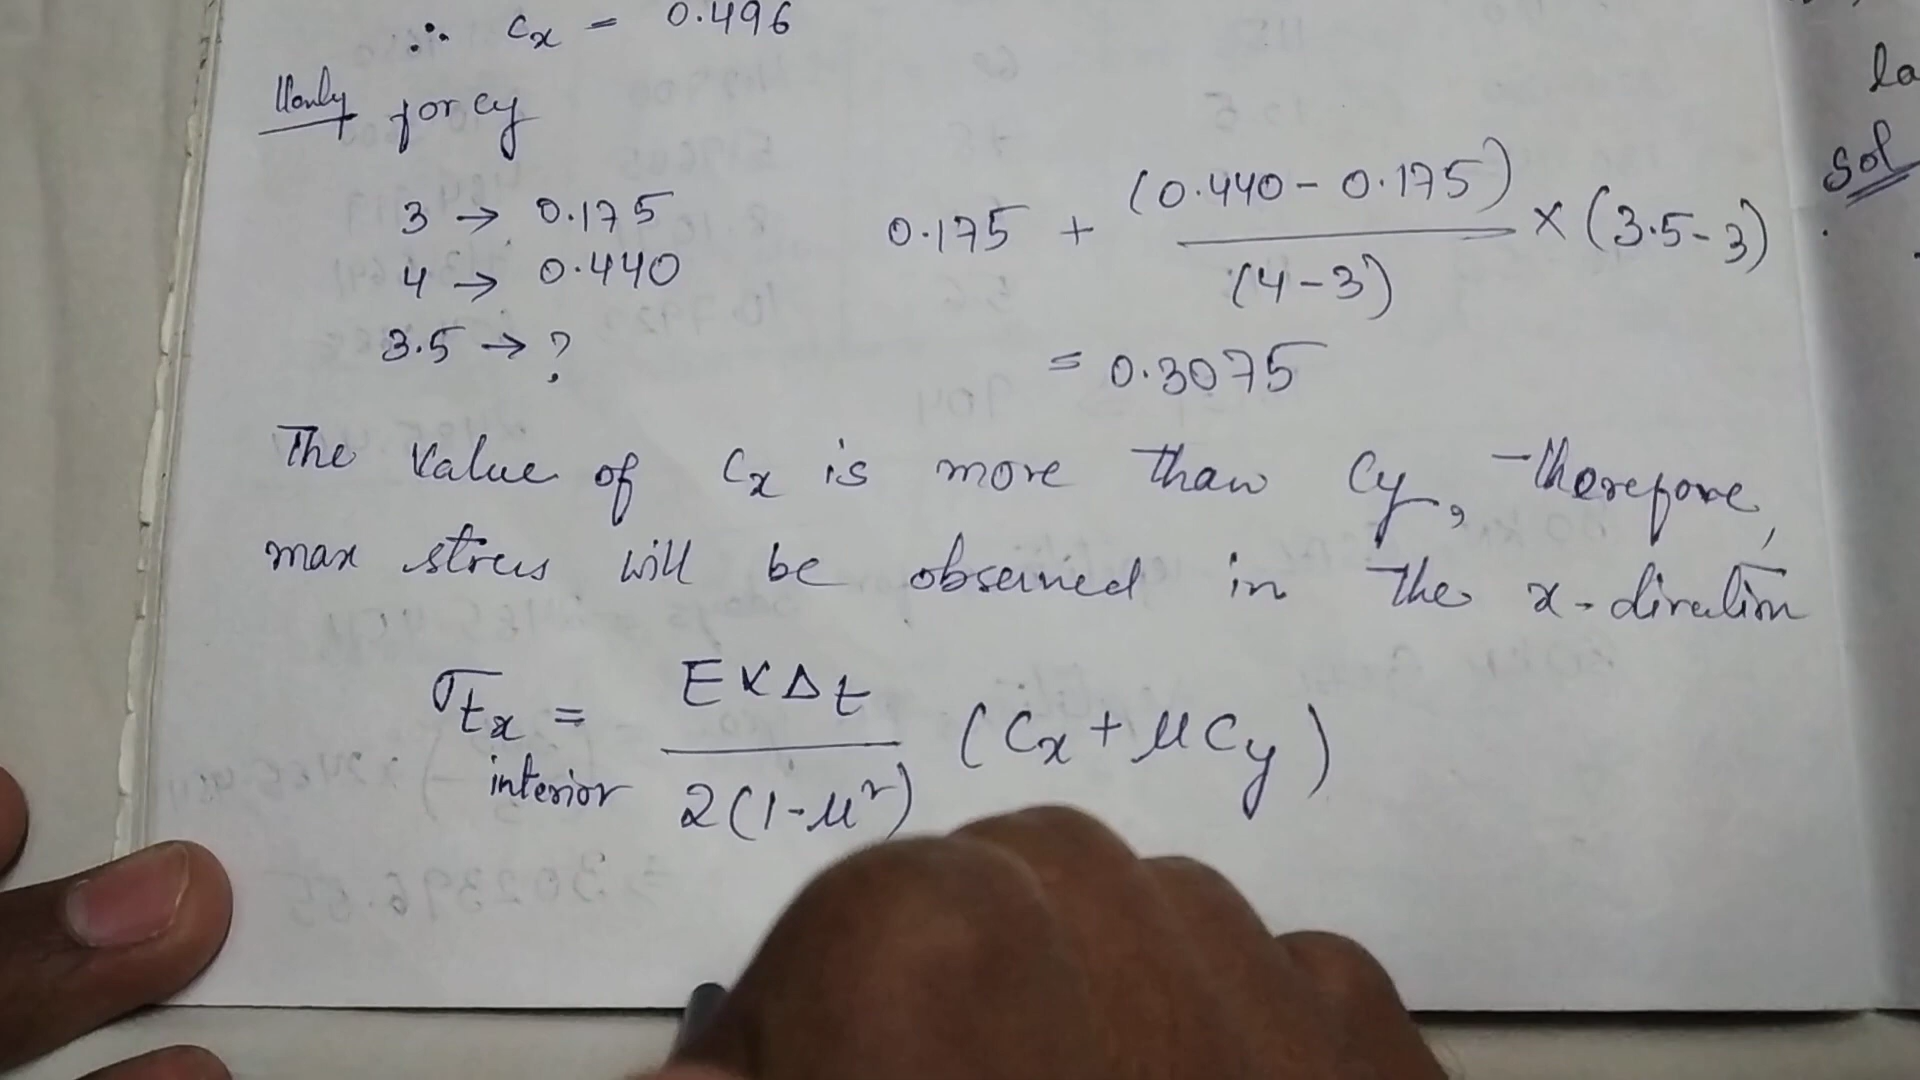 ∴ Cx = 0.496
llarly for Cy
3 → 0.175
4 → 0.440
3.5 → ?
0.175 + (0.440 - 0.175) / (4-3) × (3.5-3)
= 0.3075
The value of Cx is more than Cy, therefore,
max stress will be observed in the x-direction
σtx interior = E∝Δt / 2(1-μ²) (Cx + μCy)
la
Sol